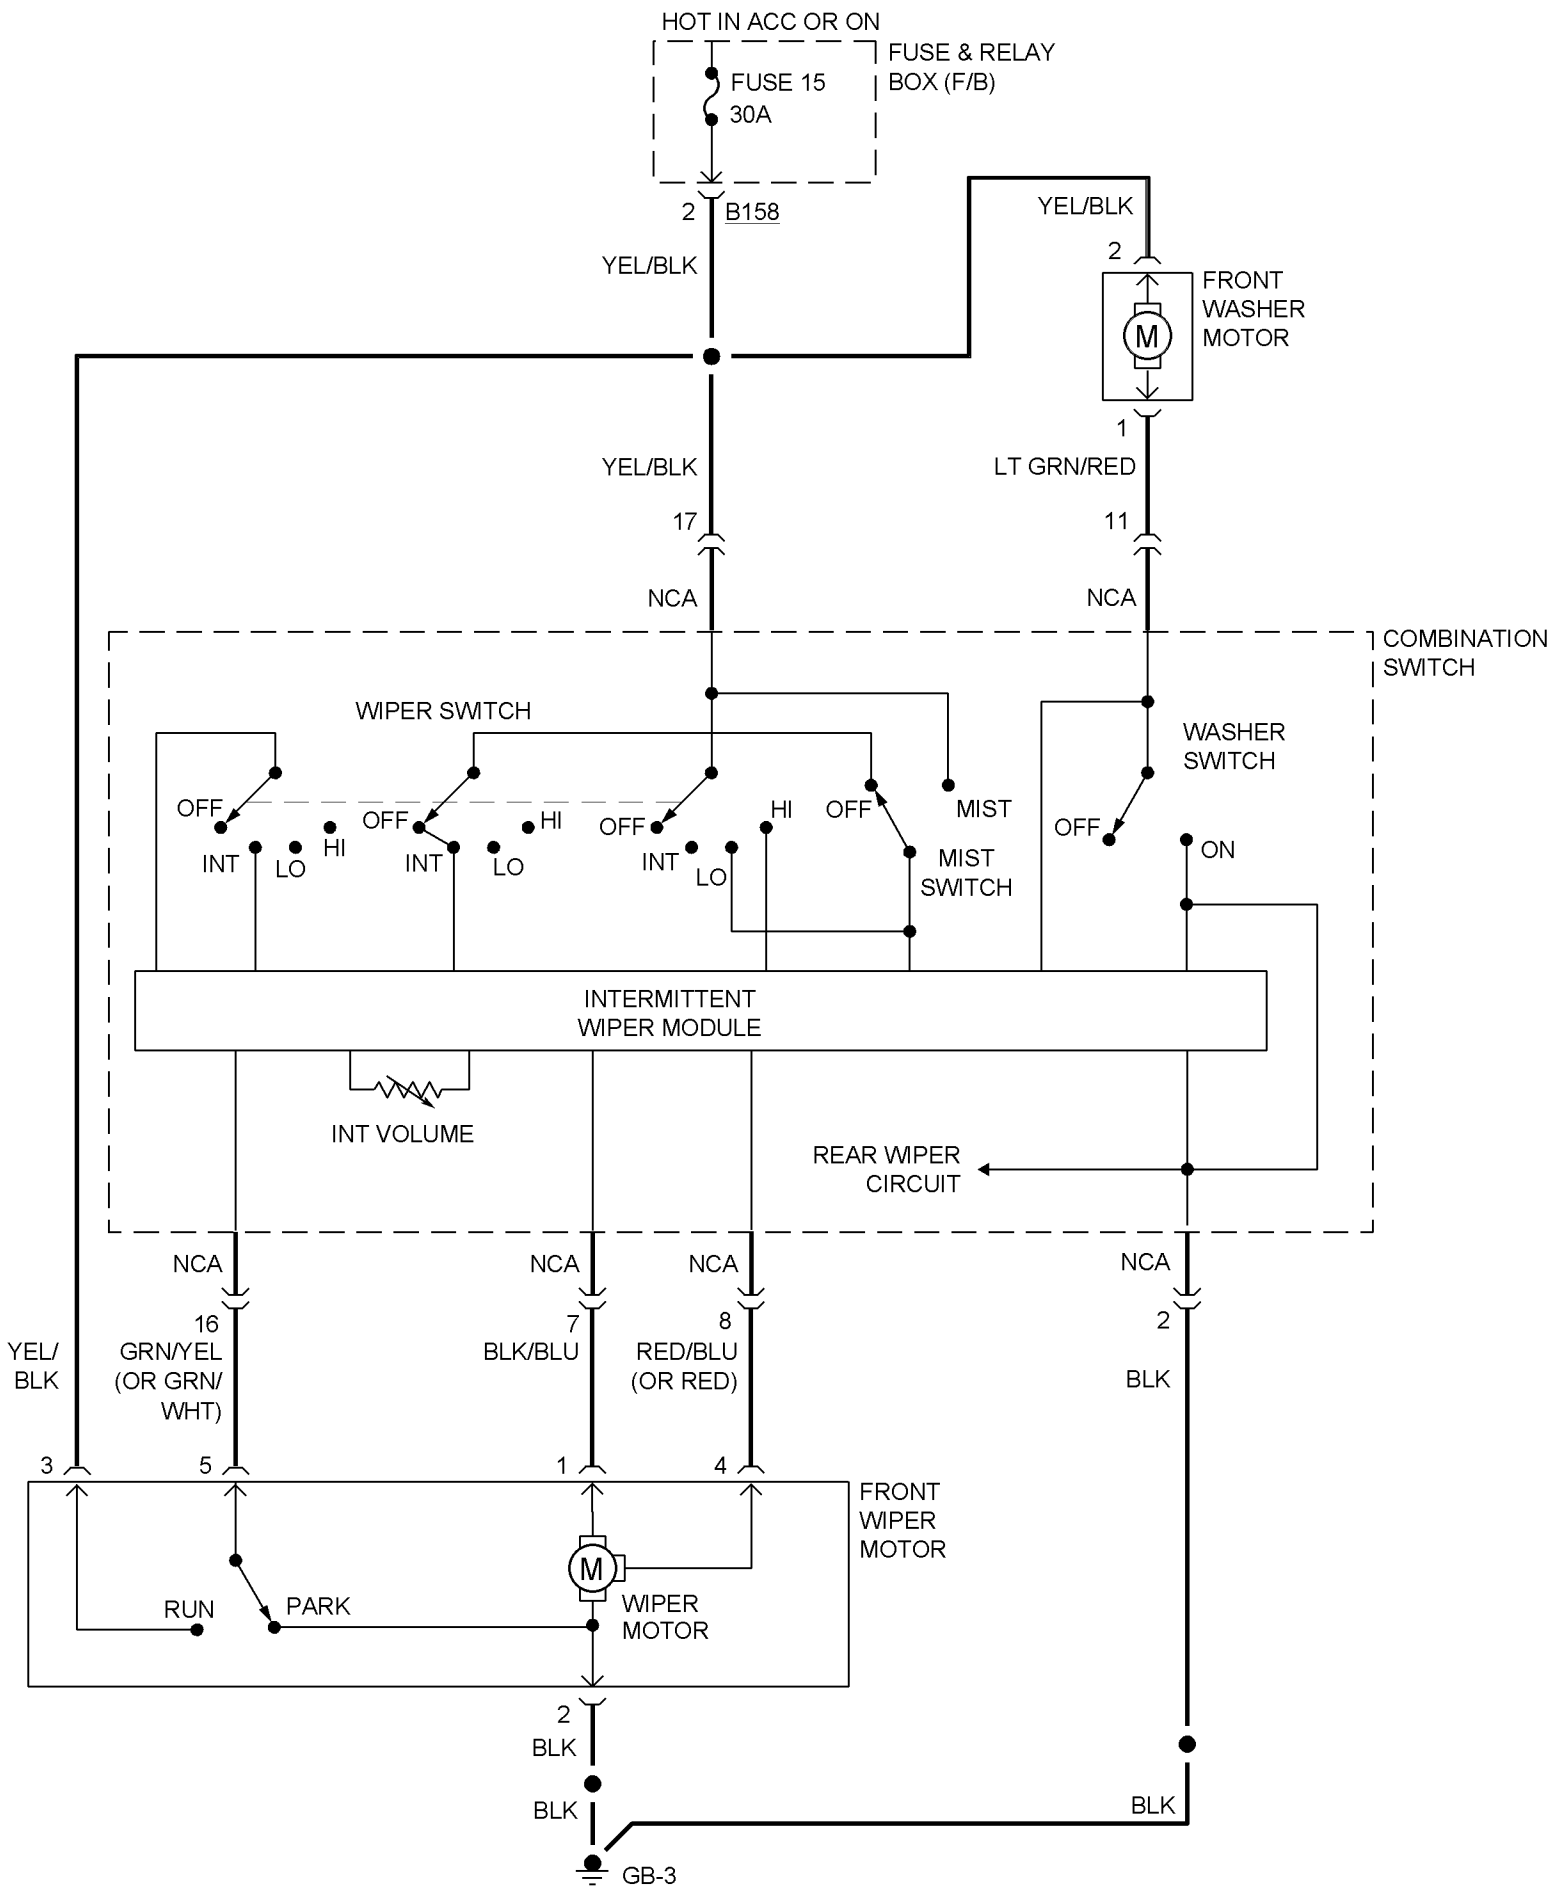 HOT IN ACC OR ON
FUSE & RELAY
BOX (F/B)
FUSE 15
30A
2
B158
YEL/BLK
YEL/BLK
2
FRONT
WASHER
MOTOR
M
1
YEL/BLK
LT GRN/RED
17
11
NCA
NCA
COMBINATION
SWITCH
WIPER SWITCH
WASHER
SWITCH
OFF
INT
LO
HI
OFF
INT
LO
HI
OFF
INT
LO
HI
OFF
MIST
MIST
SWITCH
OFF
ON
INTERMITTENT
WIPER MODULE
INT VOLUME
REAR WIPER
CIRCUIT
NCA
NCA
NCA
NCA
16
7
8
2
YEL/
BLK
GRN/YEL
(OR GRN/
WHT)
BLK/BLU
RED/BLU
(OR RED)
BLK
3
5
1
4
FRONT
WIPER
MOTOR
M
RUN
PARK
WIPER
MOTOR
2
BLK
BLK
BLK
GB-3